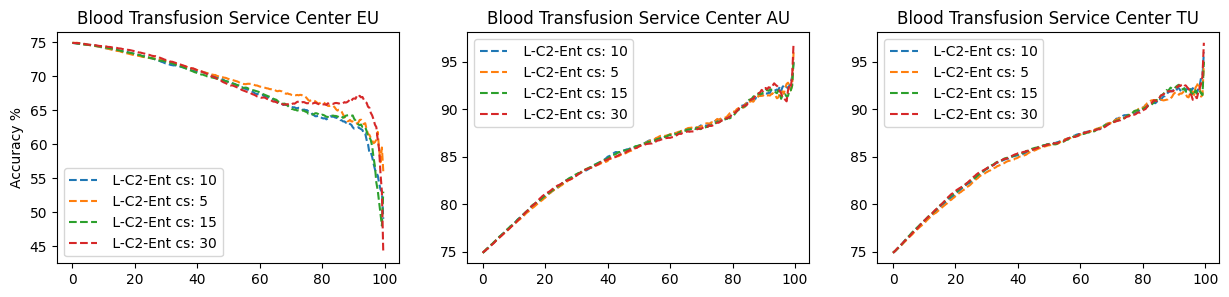 Blood Transfusion Service Center EU
Accuracy %
75
70
65
60
55
50
45
L-C2-Ent cs: 10
L-C2-Ent cs: 5
L-C2-Ent cs: 15
L-C2-Ent cs: 30
0
20
40
60
80
100
Blood Transfusion Service Center AU
95
90
85
80
75
L-C2-Ent cs: 10
L-C2-Ent cs: 5
L-C2-Ent cs: 15
L-C2-Ent cs: 30
0
20
40
60
80
100
Blood Transfusion Service Center TU
95
90
85
80
75
L-C2-Ent cs: 10
L-C2-Ent cs: 5
L-C2-Ent cs: 15
L-C2-Ent cs: 30
0
20
40
60
80
100